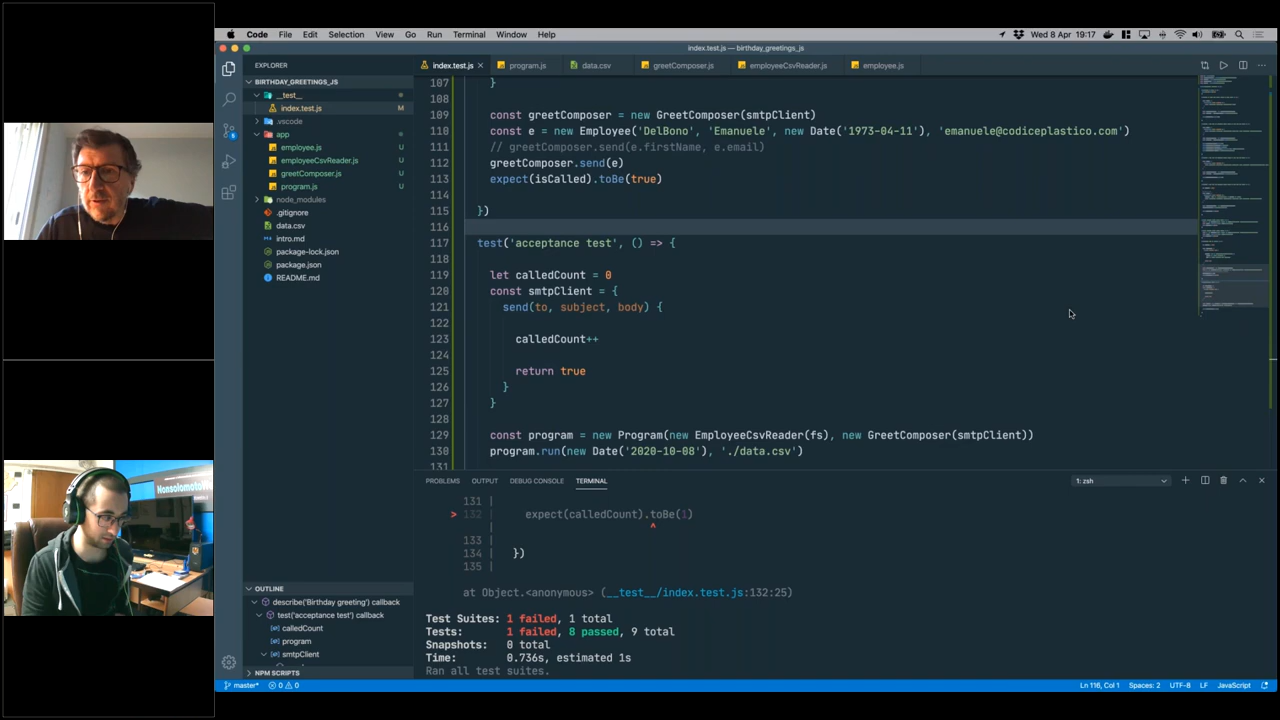 Code File Edit Selection View Go Run Terminal Window Help
Wed 8 Apr 19:17
index.test.js — birthday_greetings_js
EXPLORER
BIRTHDAY_GREETINGS_JS
__test__
index.test.js M
.vscode
app
employee.js U
employeeCsvReader.js U
greetComposer.js U
program.js U
node_modules
.gitignore
data.csv
intro.md
package-lock.json
package.json
README.md
OUTLINE
describe('Birthday greeting') callback
test('acceptance test') callback
calledCount
program
smtpClient
NPM SCRIPTS
index.test.js program.js data.csv greetComposer.js employeeCsvReader.js employee.js
107 }
108
109 const greetComposer = new GreetComposer(smtpClient)
110 const e = new Employee('DelBono', 'Emanuele', new Date('1973-04-11'), 'emanuele@codiceplastico.com')
111 // greetComposer.send(e.firstName, e.email)
112 greetComposer.send(e)
113 expect(isCalled).toBe(true)
114
115 })
116
117 test('acceptance test', () => {
118
119 let calledCount = 0
120 const smtpClient = {
121 send(to, subject, body) {
122
123 calledCount++
124
125 return true
126 }
127 }
128
129 const program = new Program(new EmployeeCsvReader(fs), new GreetComposer(smtpClient))
130 program.run(new Date('2020-10-08'), './data.csv')
131
PROBLEMS OUTPUT DEBUG CONSOLE TERMINAL
1: zsh
131 |
> 132 | expect(calledCount).toBe(1)
| ^
133 |
134 | })
135 |
at Object.<anonymous> (__test__/index.test.js:132:25)
Test Suites: 1 failed, 1 total
Tests: 1 failed, 8 passed, 9 total
Snapshots: 0 total
Time: 0.736s, estimated 1s
Ran all test suites.
master* 0 0
Ln 116, Col 1 Spaces: 2 UTF-8 LF JavaScript